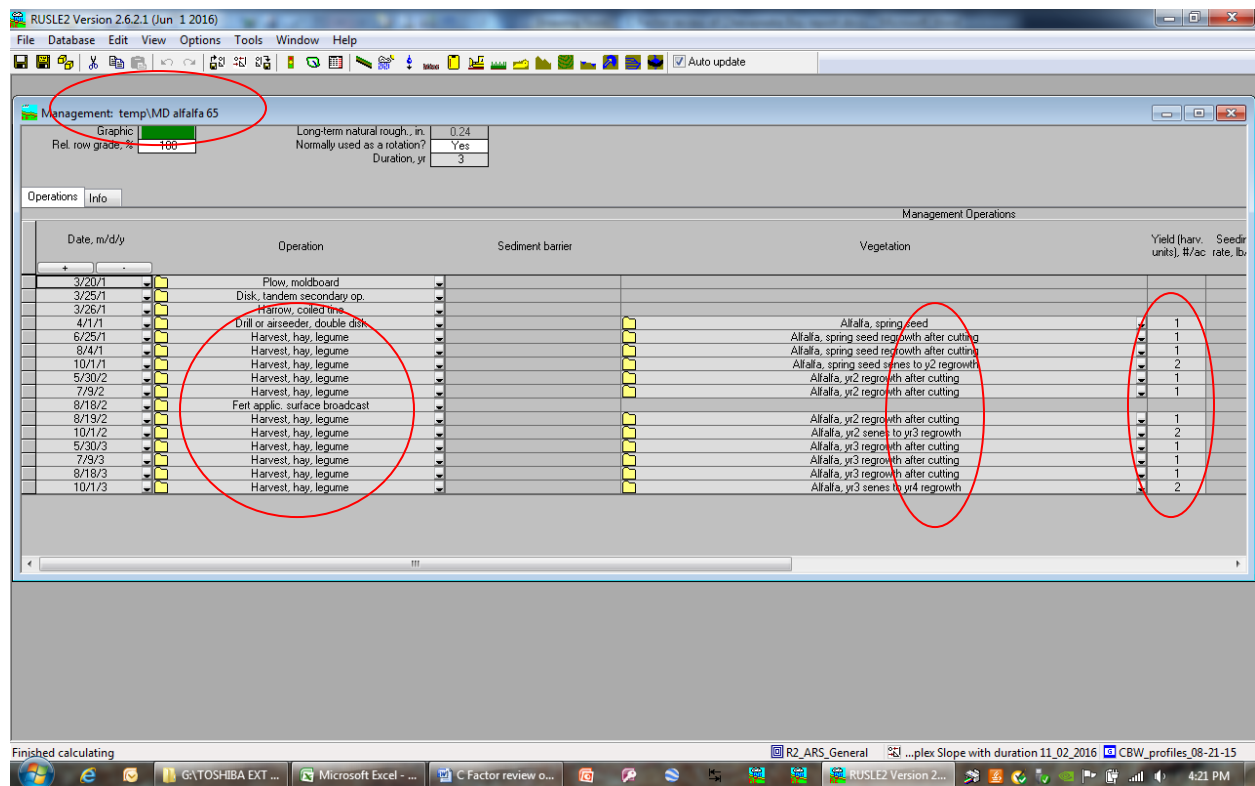 RUSLE2 Version 2.6.2.1 (Jun 1 2016)
File Database Edit View Options Tools Window Help
Auto update
Management: temp\MD alfalfa 65
Graphic Long-term natural rough., in. 0.24
Rel. row grade, % 100 Normally used as a rotation? Yes
Duration, yr 3
Operations Info
Management Operations
Date, m/d/y Operation Sediment barrier Vegetation Yield (harv. units), #/ac Seedin rate, lb/
+ -
3/20/1 Plow, moldboard
3/25/1 Disk, tandem secondary op.
3/26/1 Harrow, coiled tine
4/1/1 Drill or airseeder, double disk Alfalfa, spring seed 1
6/25/1 Harvest, hay, legume Alfalfa, spring seed regrowth after cutting 1
8/4/1 Harvest, hay, legume Alfalfa, spring seed regrowth after cutting 1
10/1/1 Harvest, hay, legume Alfalfa, spring seed senes to y2 regrowth 2
5/30/2 Harvest, hay, legume Alfalfa, yr2 regrowth after cutting 1
7/9/2 Harvest, hay, legume Alfalfa, yr2 regrowth after cutting 1
8/18/2 Fert applic. surface broadcast
8/19/2 Harvest, hay, legume Alfalfa, yr2 regrowth after cutting 1
10/1/2 Harvest, hay, legume Alfalfa, yr2 senes to yr3 regrowth 2
5/30/3 Harvest, hay, legume Alfalfa, yr3 regrowth after cutting 1
7/9/3 Harvest, hay, legume Alfalfa, yr3 regrowth after cutting 1
8/18/3 Harvest, hay, legume Alfalfa, yr3 regrowth after cutting 1
10/1/3 Harvest, hay, legume Alfalfa, yr3 senes to yr4 regrowth 2
Finished calculating R2_ARS_General ...plex Slope with duration 11_02_2016 CBW_profiles_08-21-15
G:\TOSHIBA EXT ... Microsoft Excel - ... C Factor review o... RUSLE2 Version 2... 4:21 PM